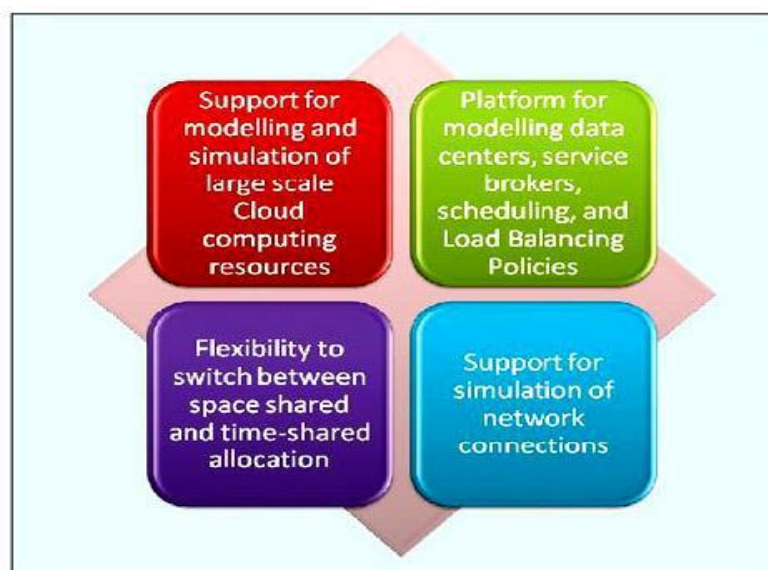 Support for
modelling and
simulation of
large scale
Cloud
computing
resources
Platform for
modelling data
centers, service
brokers,
scheduling, and
Load Balancing
Policies
Flexibility to
switch between
space shared
and time-shared
allocation
Support for
simulation of
network
connections